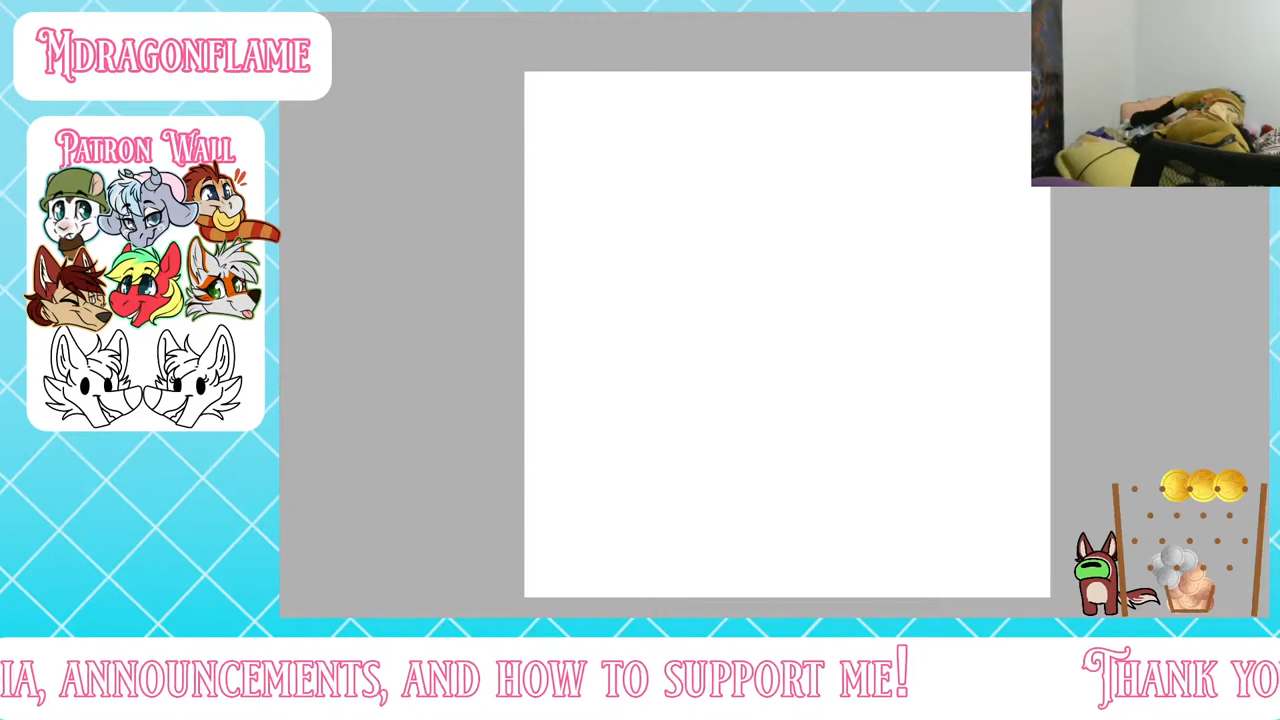 Mdragonflame
Patron Wall
ia, announcements, and how to support me! Thank yo